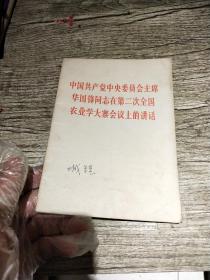 中国共产党中央委员会主席
华国锋同志在第二次全国
农业学大寨会议上的讲话